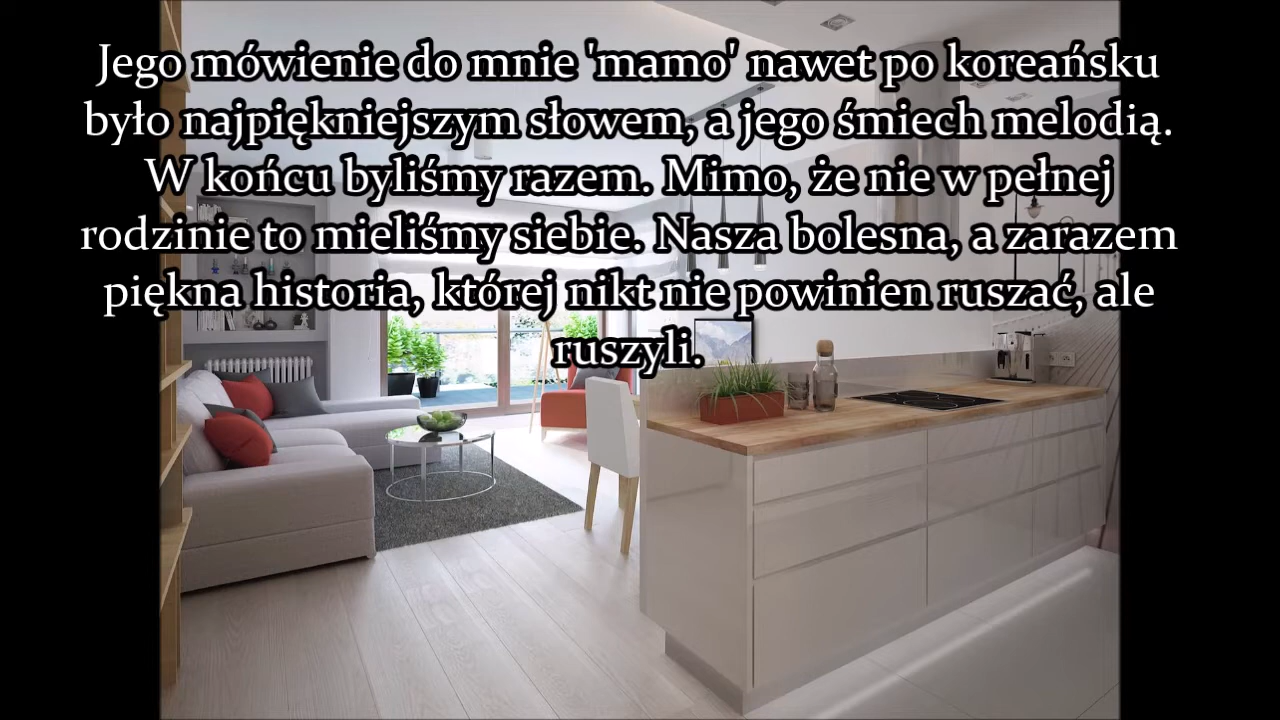 Jego mówienie do mnie 'mamo' nawet po koreańsku
było najpiękniejszym słowem, a jego śmiech melodią.
W końcu byliśmy razem. Mimo, że nie w pełnej
rodzinie to mieliśmy siebie. Nasza bolesna, a zarazem
piękna historia, której nikt nie powinien ruszać, ale
ruszyli.